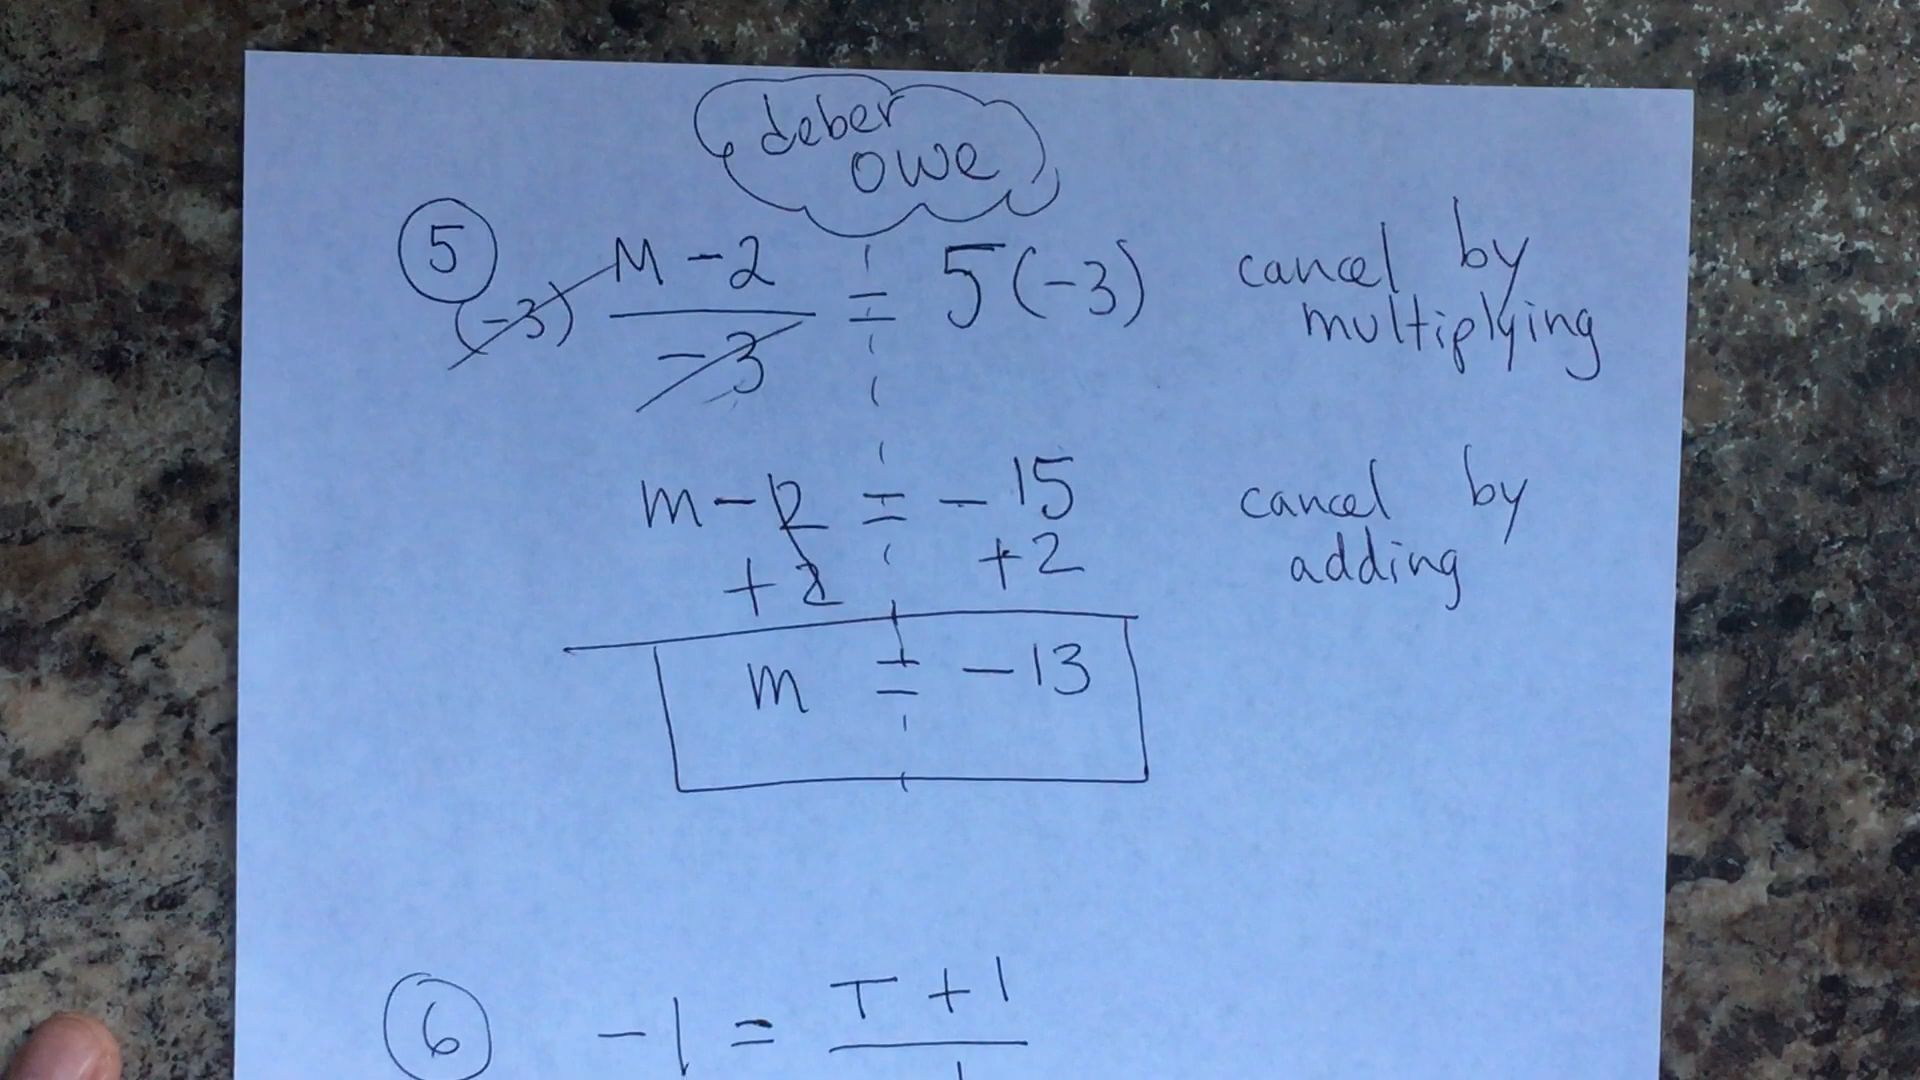 deber
owe
5
(-3) M - 2 = 5(-3) cancel by
-3 multiplying
m - 2 = - 15 cancel by
+ 2 + 2 adding
m = - 13
6 - 1 = T + 1